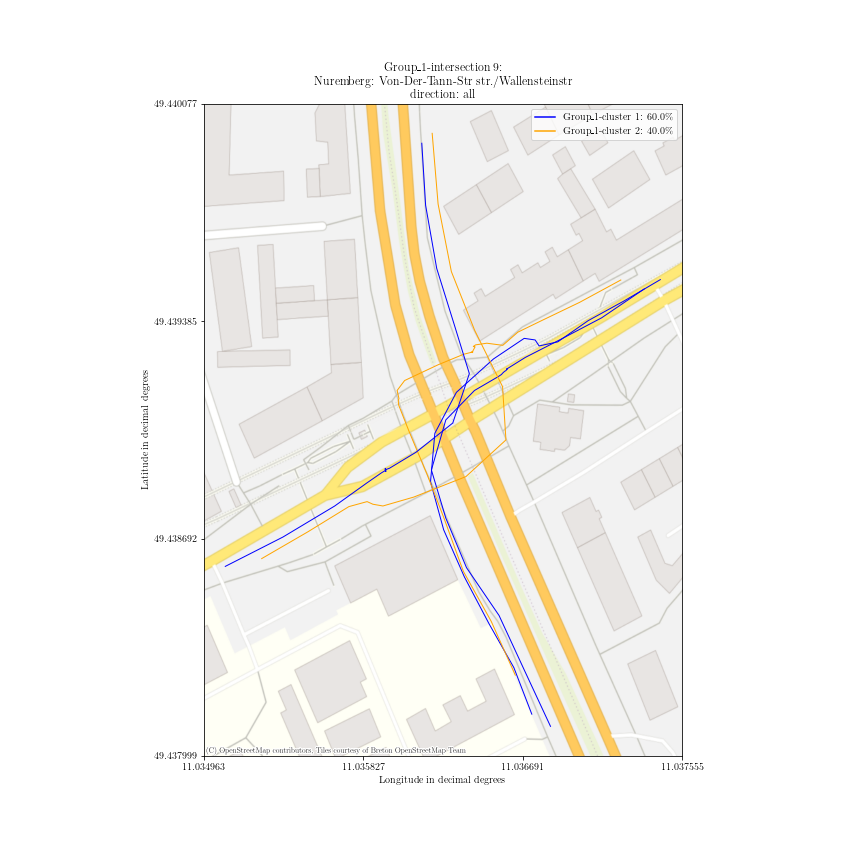 Group_1-intersection 9:
Nuremberg: Von-Der-Tann-Str str./Wallensteinstr
direction: all
49.440077
49.439385
49.438692
49.437999
Latitude in decimal degrees
Group_1-cluster 1: 60.0%
Group_1-cluster 2: 40.0%
(C) OpenStreetMap contributors, Tiles courtesy of Breton OpenStreetMap Team
11.034963
11.035827
11.036691
11.037555
Longitude in decimal degrees